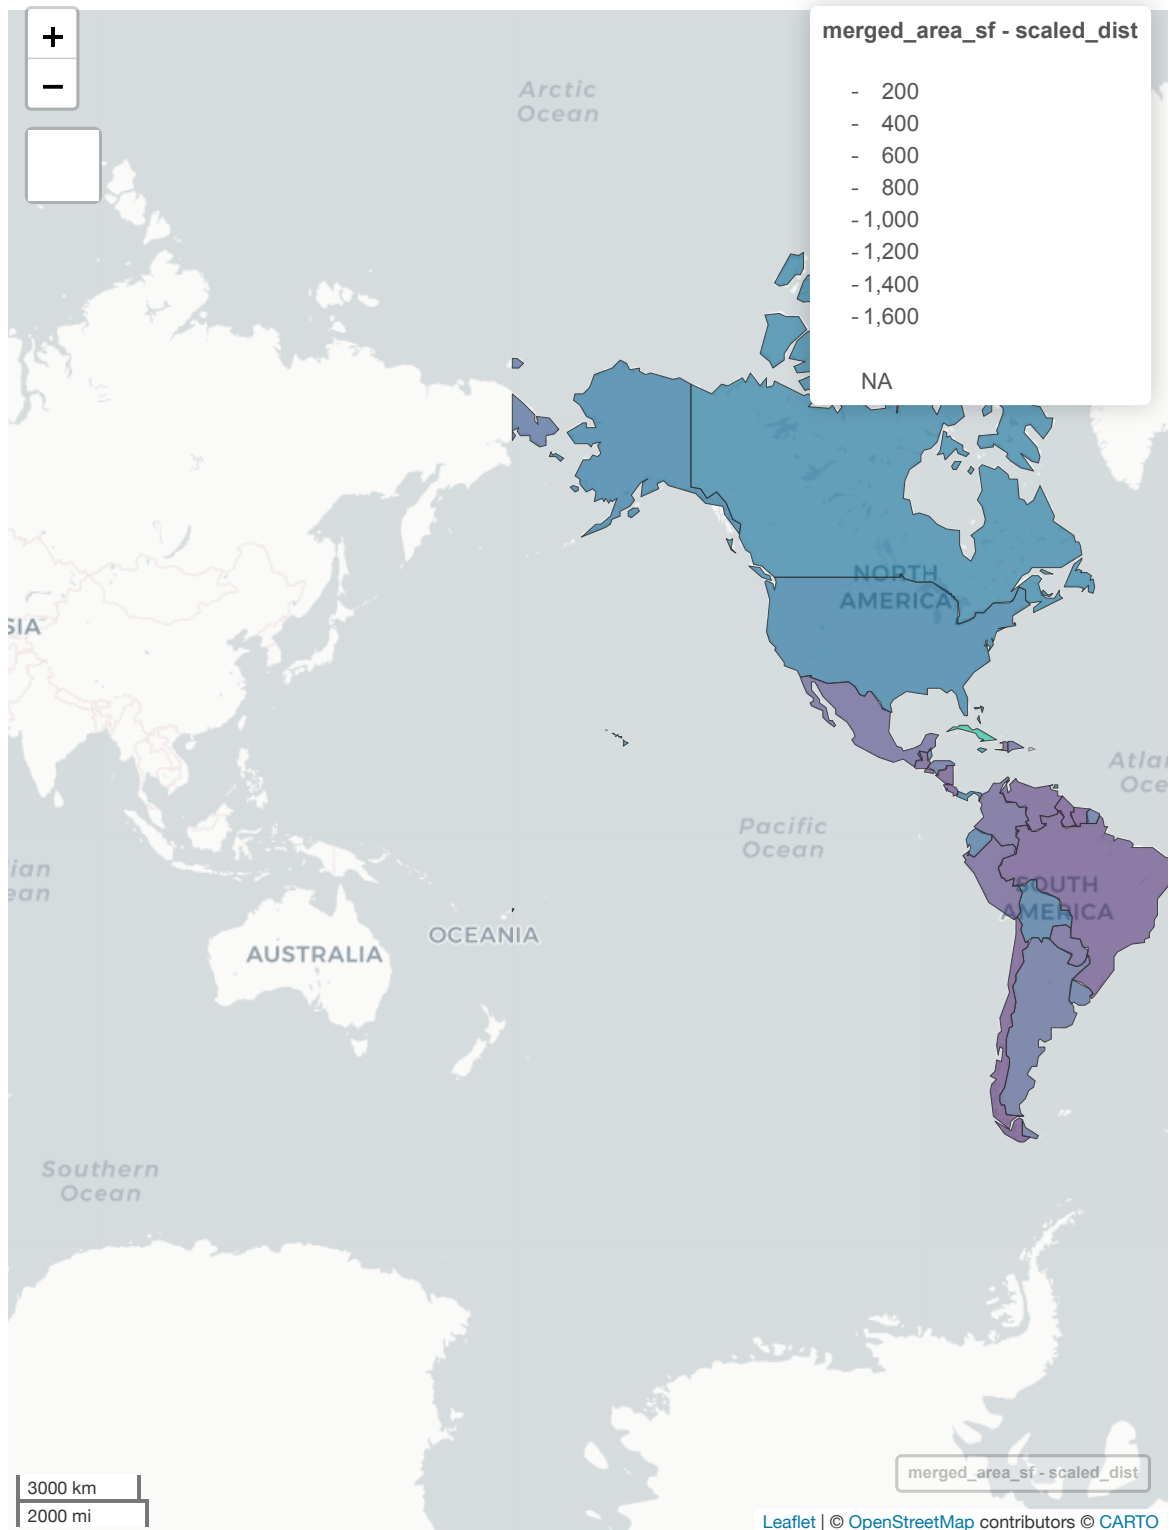 +
−
merged_area_sf - scaled_dist
- 200
- 400
- 600
- 800
- 1,000
- 1,200
- 1,400
- 1,600
NA
Arctic
Ocean
NORTH
AMERICA
SIA
Atla
Oce
Pacific
Ocean
ian
ean
SOUTH
AMERICA
OCEANIA
AUSTRALIA
Southern
Ocean
merged_area_sf - scaled_dist
3000 km
2000 mi
Leaflet | © OpenStreetMap contributors © CARTO